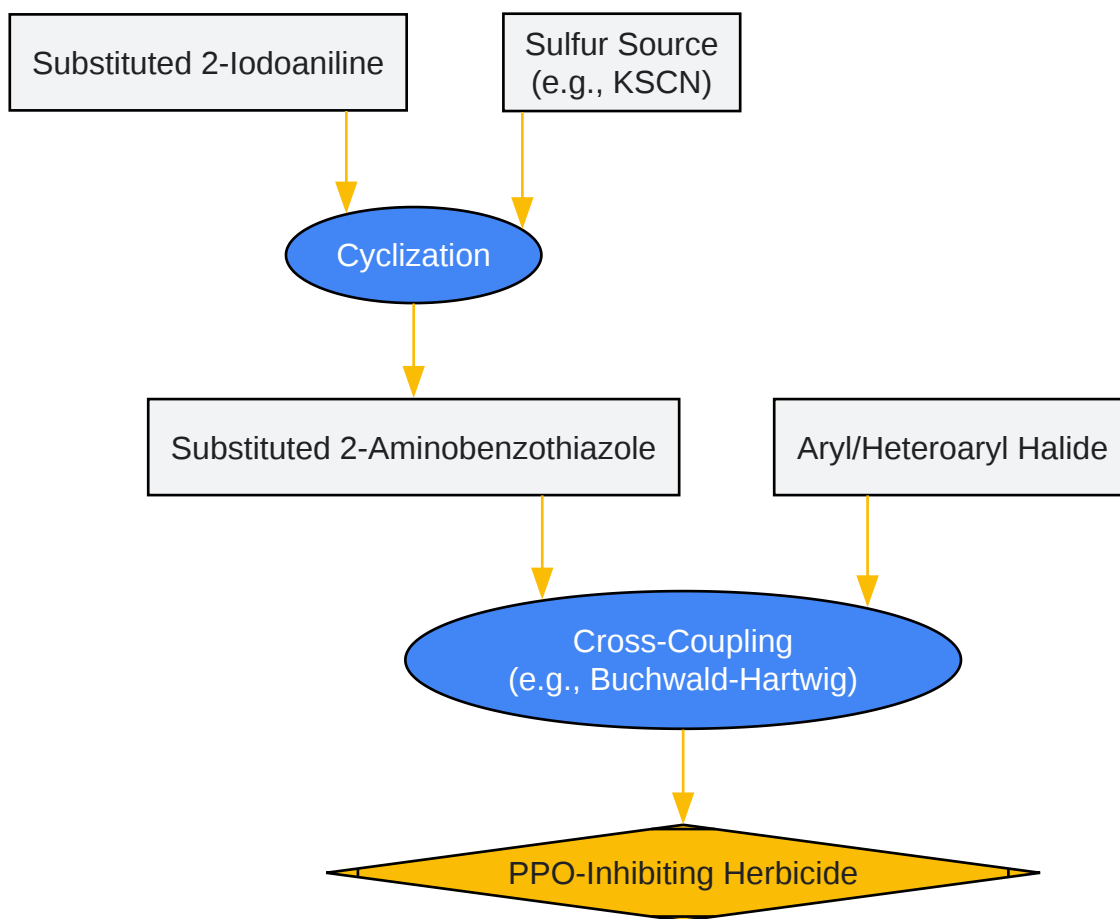 Substituted 2-Iodoaniline
Sulfur Source
(e.g., KSCN)
Cyclization
Substituted 2-Aminobenzothiazole
Aryl/Heteroaryl Halide
Cross-Coupling
(e.g., Buchwald-Hartwig)
PPO-Inhibiting Herbicide